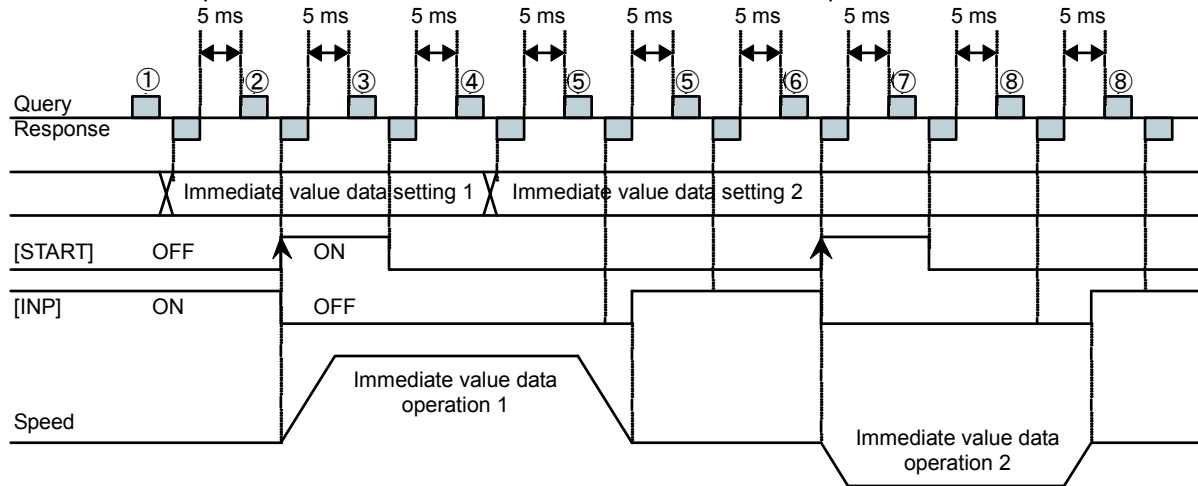 5 ms 5 ms 5 ms 5 ms 5 ms 5 ms 5 ms 5 ms 5 ms
① ② ③ ④ ⑤ ⑤ ⑥ ⑦ ⑧ ⑧
Query
Response
Immediate value data setting 1 Immediate value data setting 2
[START] OFF ON
[INP] ON OFF
Immediate value data
operation 1
Speed
Immediate value data
operation 2